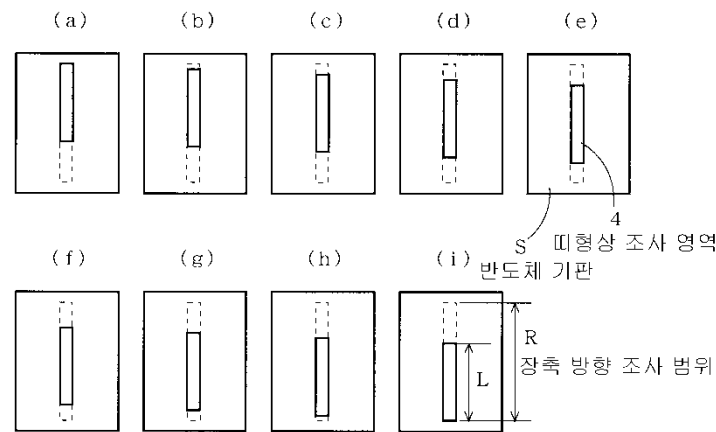 (a) (b) (c) (d) (e)
4
S 띠형상 조사 영역
반도체 기판
(f) (g) (h) (i)
R
장축 방향 조사 범위
L